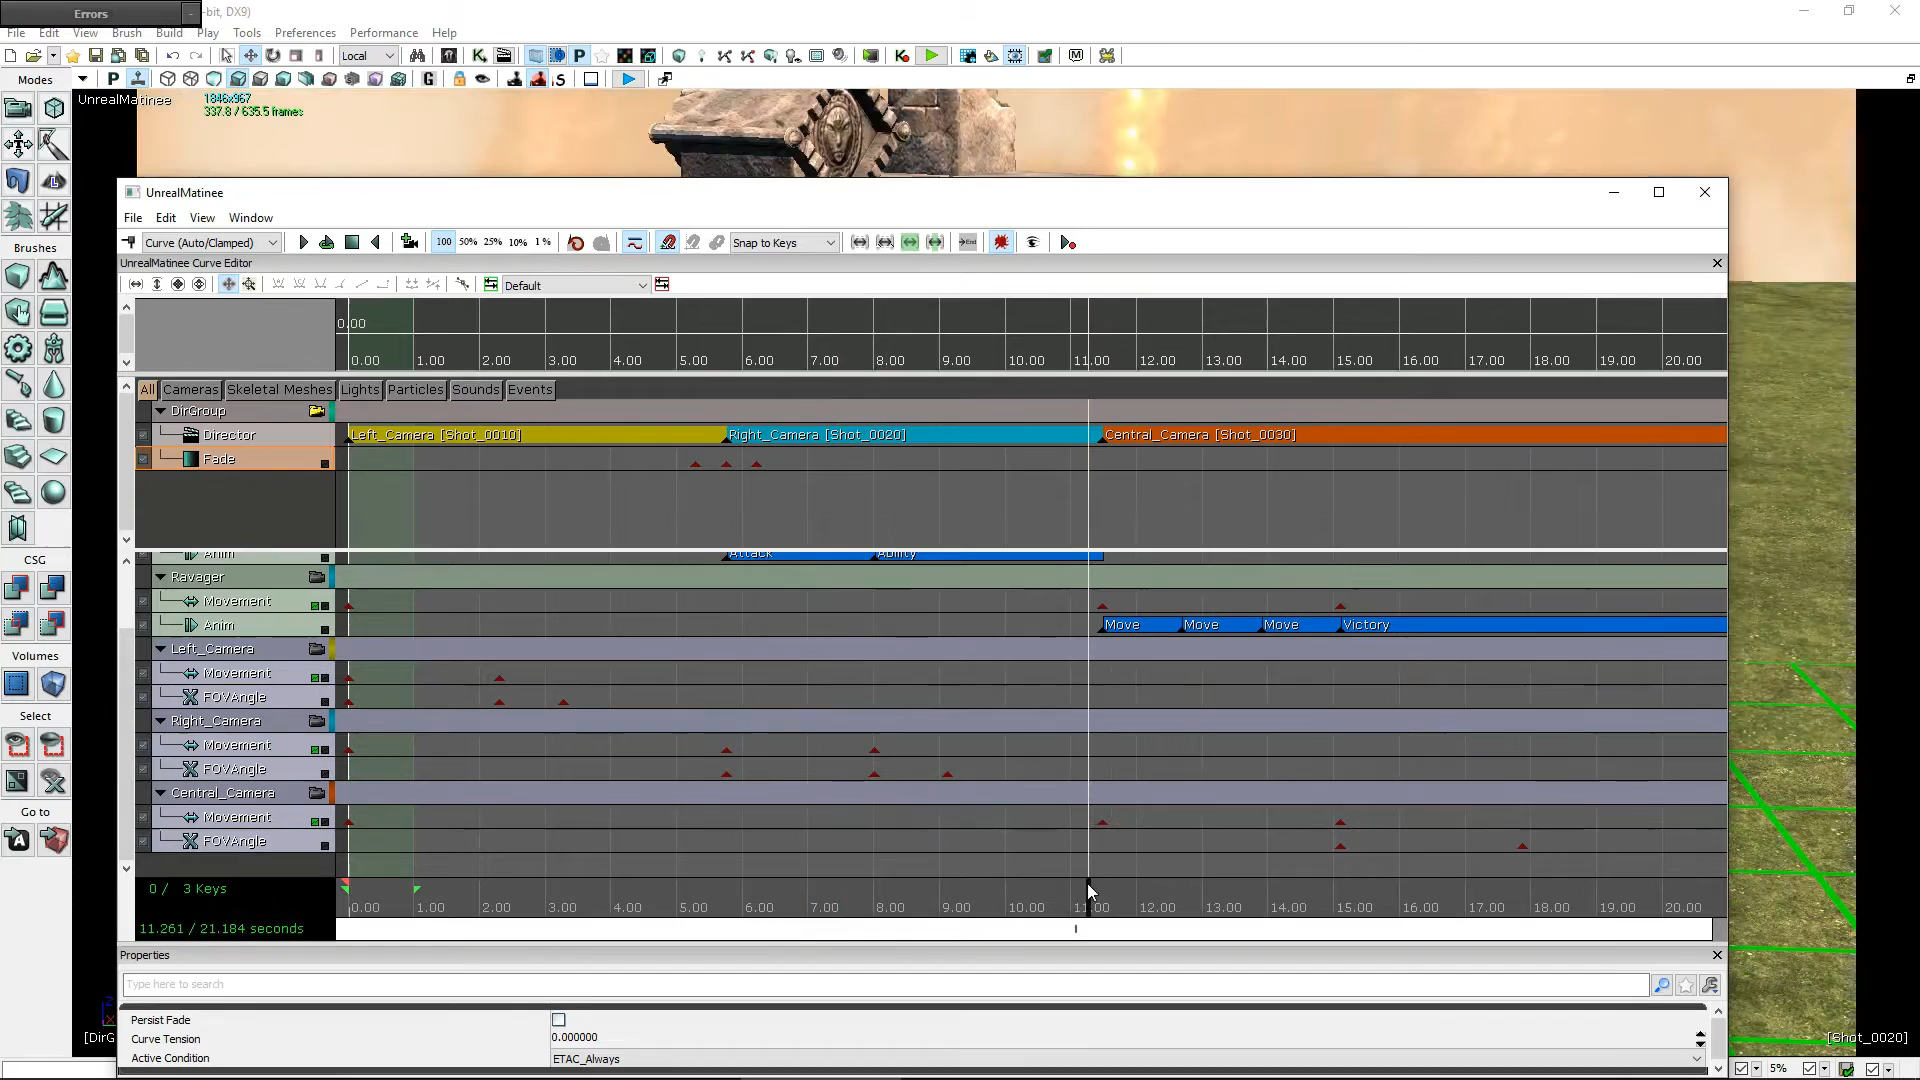 Errors
-bit, DX9)
File Edit View Brush Build Play Tools Preferences Performance Help
Local
Modes
UnrealMatinee
1846x967
337.8 / 635.5 frames
UnrealMatinee
File Edit View Window
Curve (Auto/Clamped) 100 50% 25% 10% 1 % Snap to Keys
UnrealMatinee Curve Editor
Default
Brushes
0.00
0.00 1.00 2.00 3.00 4.00 5.00 6.00 7.00 8.00 9.00 10.00 11.00 12.00 13.00 14.00 15.00 16.00 17.00 18.00 19.00 20.00
All Cameras Skeletal Meshes Lights Particles Sounds Events
DirGroup
Director Left_Camera [Shot_0010] Right_Camera [Shot_0020] Central_Camera [Shot_0030]
Fade
Anim Attack Ability
CSG
Ravager
Movement
Anim Move Move Move Victory
Left_Camera
Volumes
Movement
FOVAngle
Select
Right_Camera
Movement
FOVAngle
Central_Camera
Go to
Movement
FOVAngle
0 / 3 Keys
0.00 1.00 2.00 3.00 4.00 5.00 6.00 7.00 8.00 9.00 10.00 11.00 12.00 13.00 14.00 15.00 16.00 17.00 18.00 19.00 20.00
11.261 / 21.184 seconds
Properties
Type here to search
Persist Fade
Curve Tension 0.000000
[DirG
[Shot_0020]
Active Condition ETAC_Always
5%